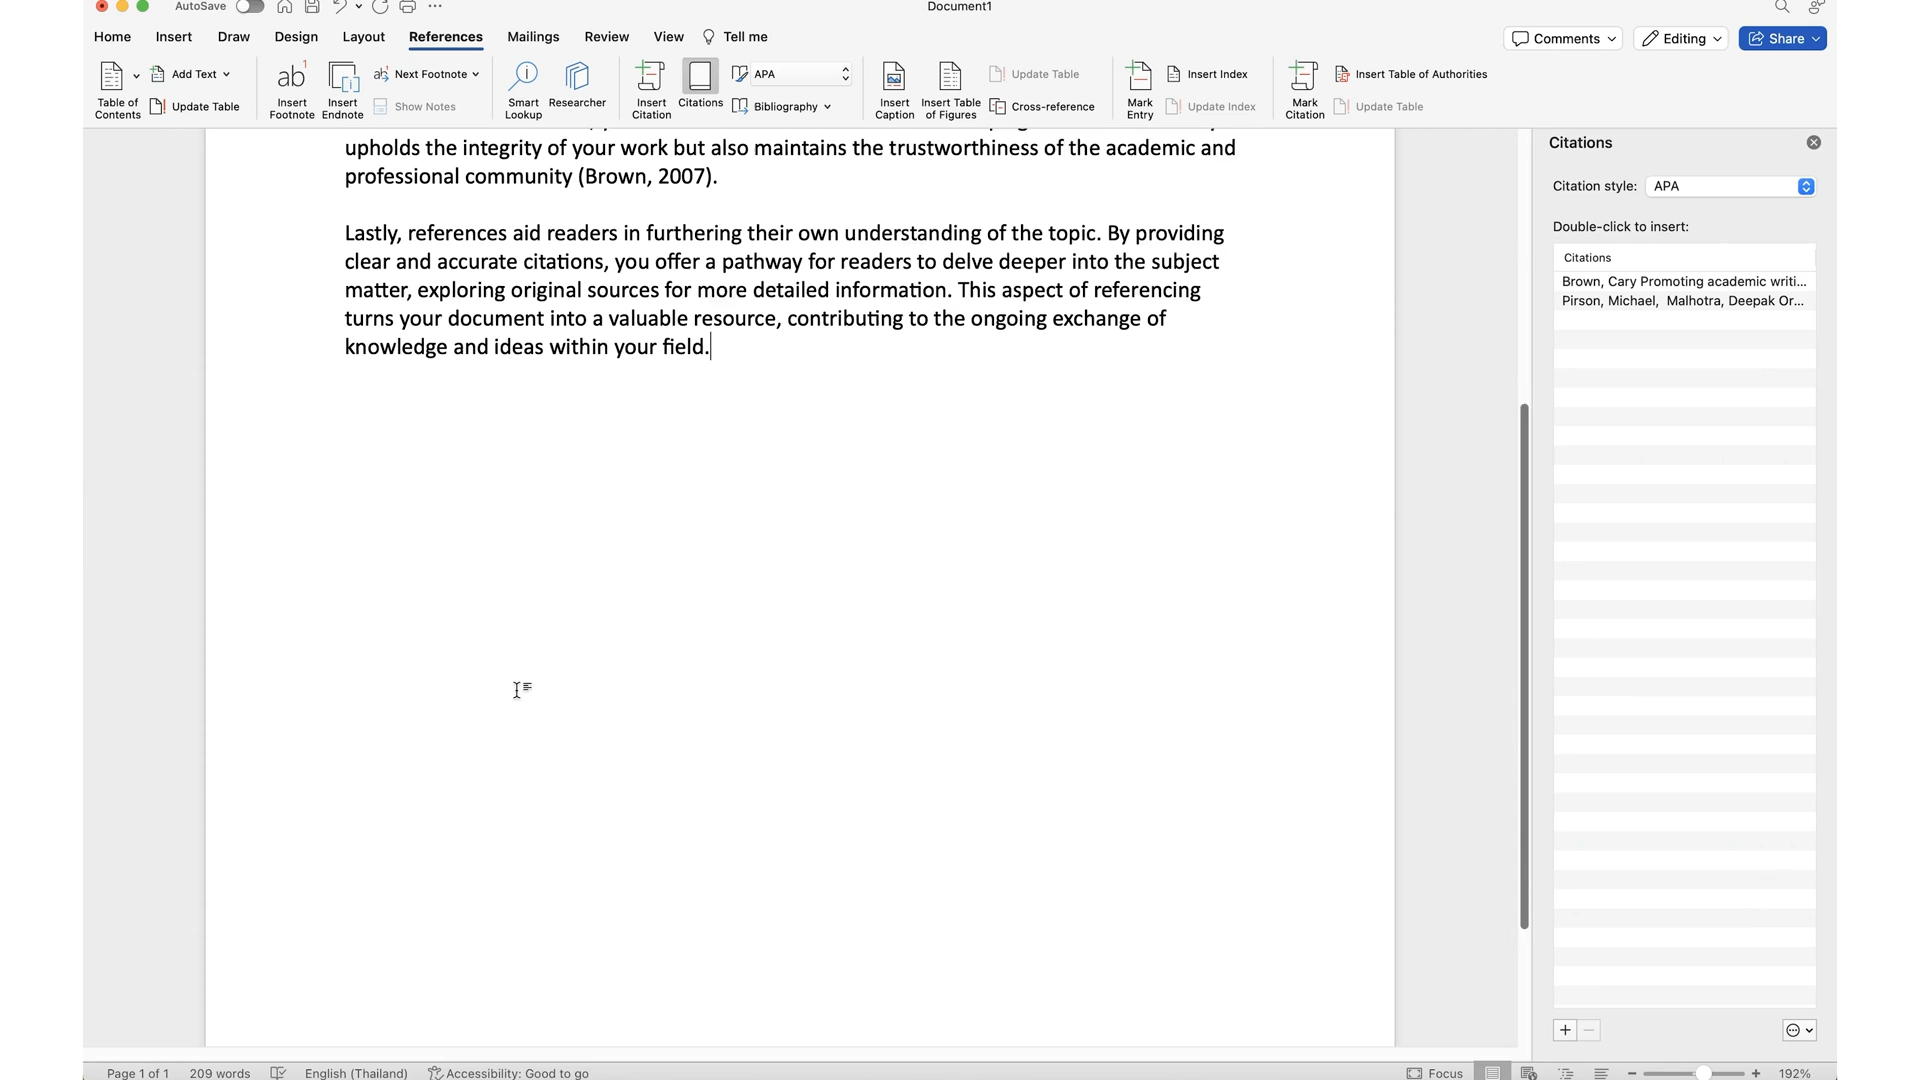 AutoSave
Document1
Home Insert Draw Design Layout References Mailings Review View Tell me
Comments Editing Share
Table of Contents
Add Text
Update Table
Insert Footnote
Insert Endnote
Next Footnote
Show Notes
Smart Lookup
Researcher
Insert Citation
Citations
APA
Bibliography
Insert Caption
Insert Table of Figures
Update Table
Cross-reference
Mark Entry
Insert Index
Update Index
Mark Citation
Insert Table of Authorities
Update Table
upholds the integrity of your work but also maintains the trustworthiness of the academic and
professional community (Brown, 2007).
Lastly, references aid readers in furthering their own understanding of the topic. By providing
clear and accurate citations, you offer a pathway for readers to delve deeper into the subject
matter, exploring original sources for more detailed information. This aspect of referencing
turns your document into a valuable resource, contributing to the ongoing exchange of
knowledge and ideas within your field.
Citations
Citation style: APA
Double-click to insert:
Citations
Brown, Cary Promoting academic writi...
Pirson, Michael, Malhotra, Deepak Or...
Page 1 of 1 209 words English (Thailand) Accessibility: Good to go Focus 192%